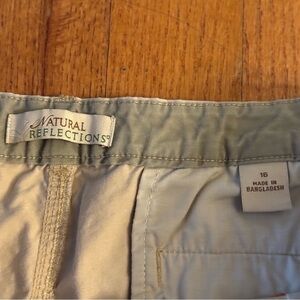 NATURAL
REFLECTIONS®
16
MADE IN
BANGLADESH